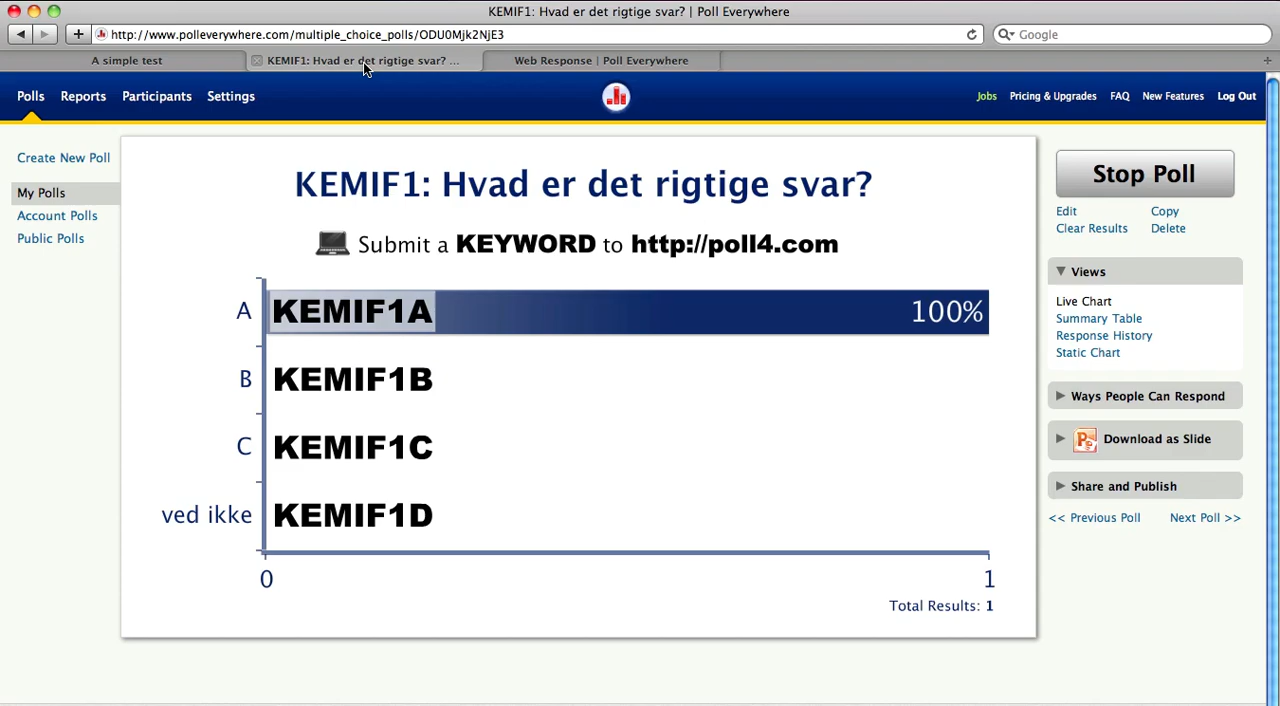 KEMIF1: Hvad er det rigtige svar? | Poll Everywhere
http://www.polleverywhere.com/multiple_choice_polls/ODU0Mjk2NjE3
Google
A simple test
KEMIF1: Hvad er det rigtige svar? ...
Web Response | Poll Everywhere
Polls Reports Participants Settings
Jobs Pricing & Upgrades FAQ New Features Log Out
Create New Poll
My Polls
Account Polls
Public Polls
KEMIF1: Hvad er det rigtige svar?
Submit a KEYWORD to http://poll4.com
A KEMIF1A 100%
B KEMIF1B
C KEMIF1C
ved ikke KEMIF1D
0 1
Total Results: 1
Stop Poll
Edit Copy
Clear Results Delete
Views
Live Chart
Summary Table
Response History
Static Chart
Ways People Can Respond
Download as Slide
Share and Publish
<< Previous Poll Next Poll >>